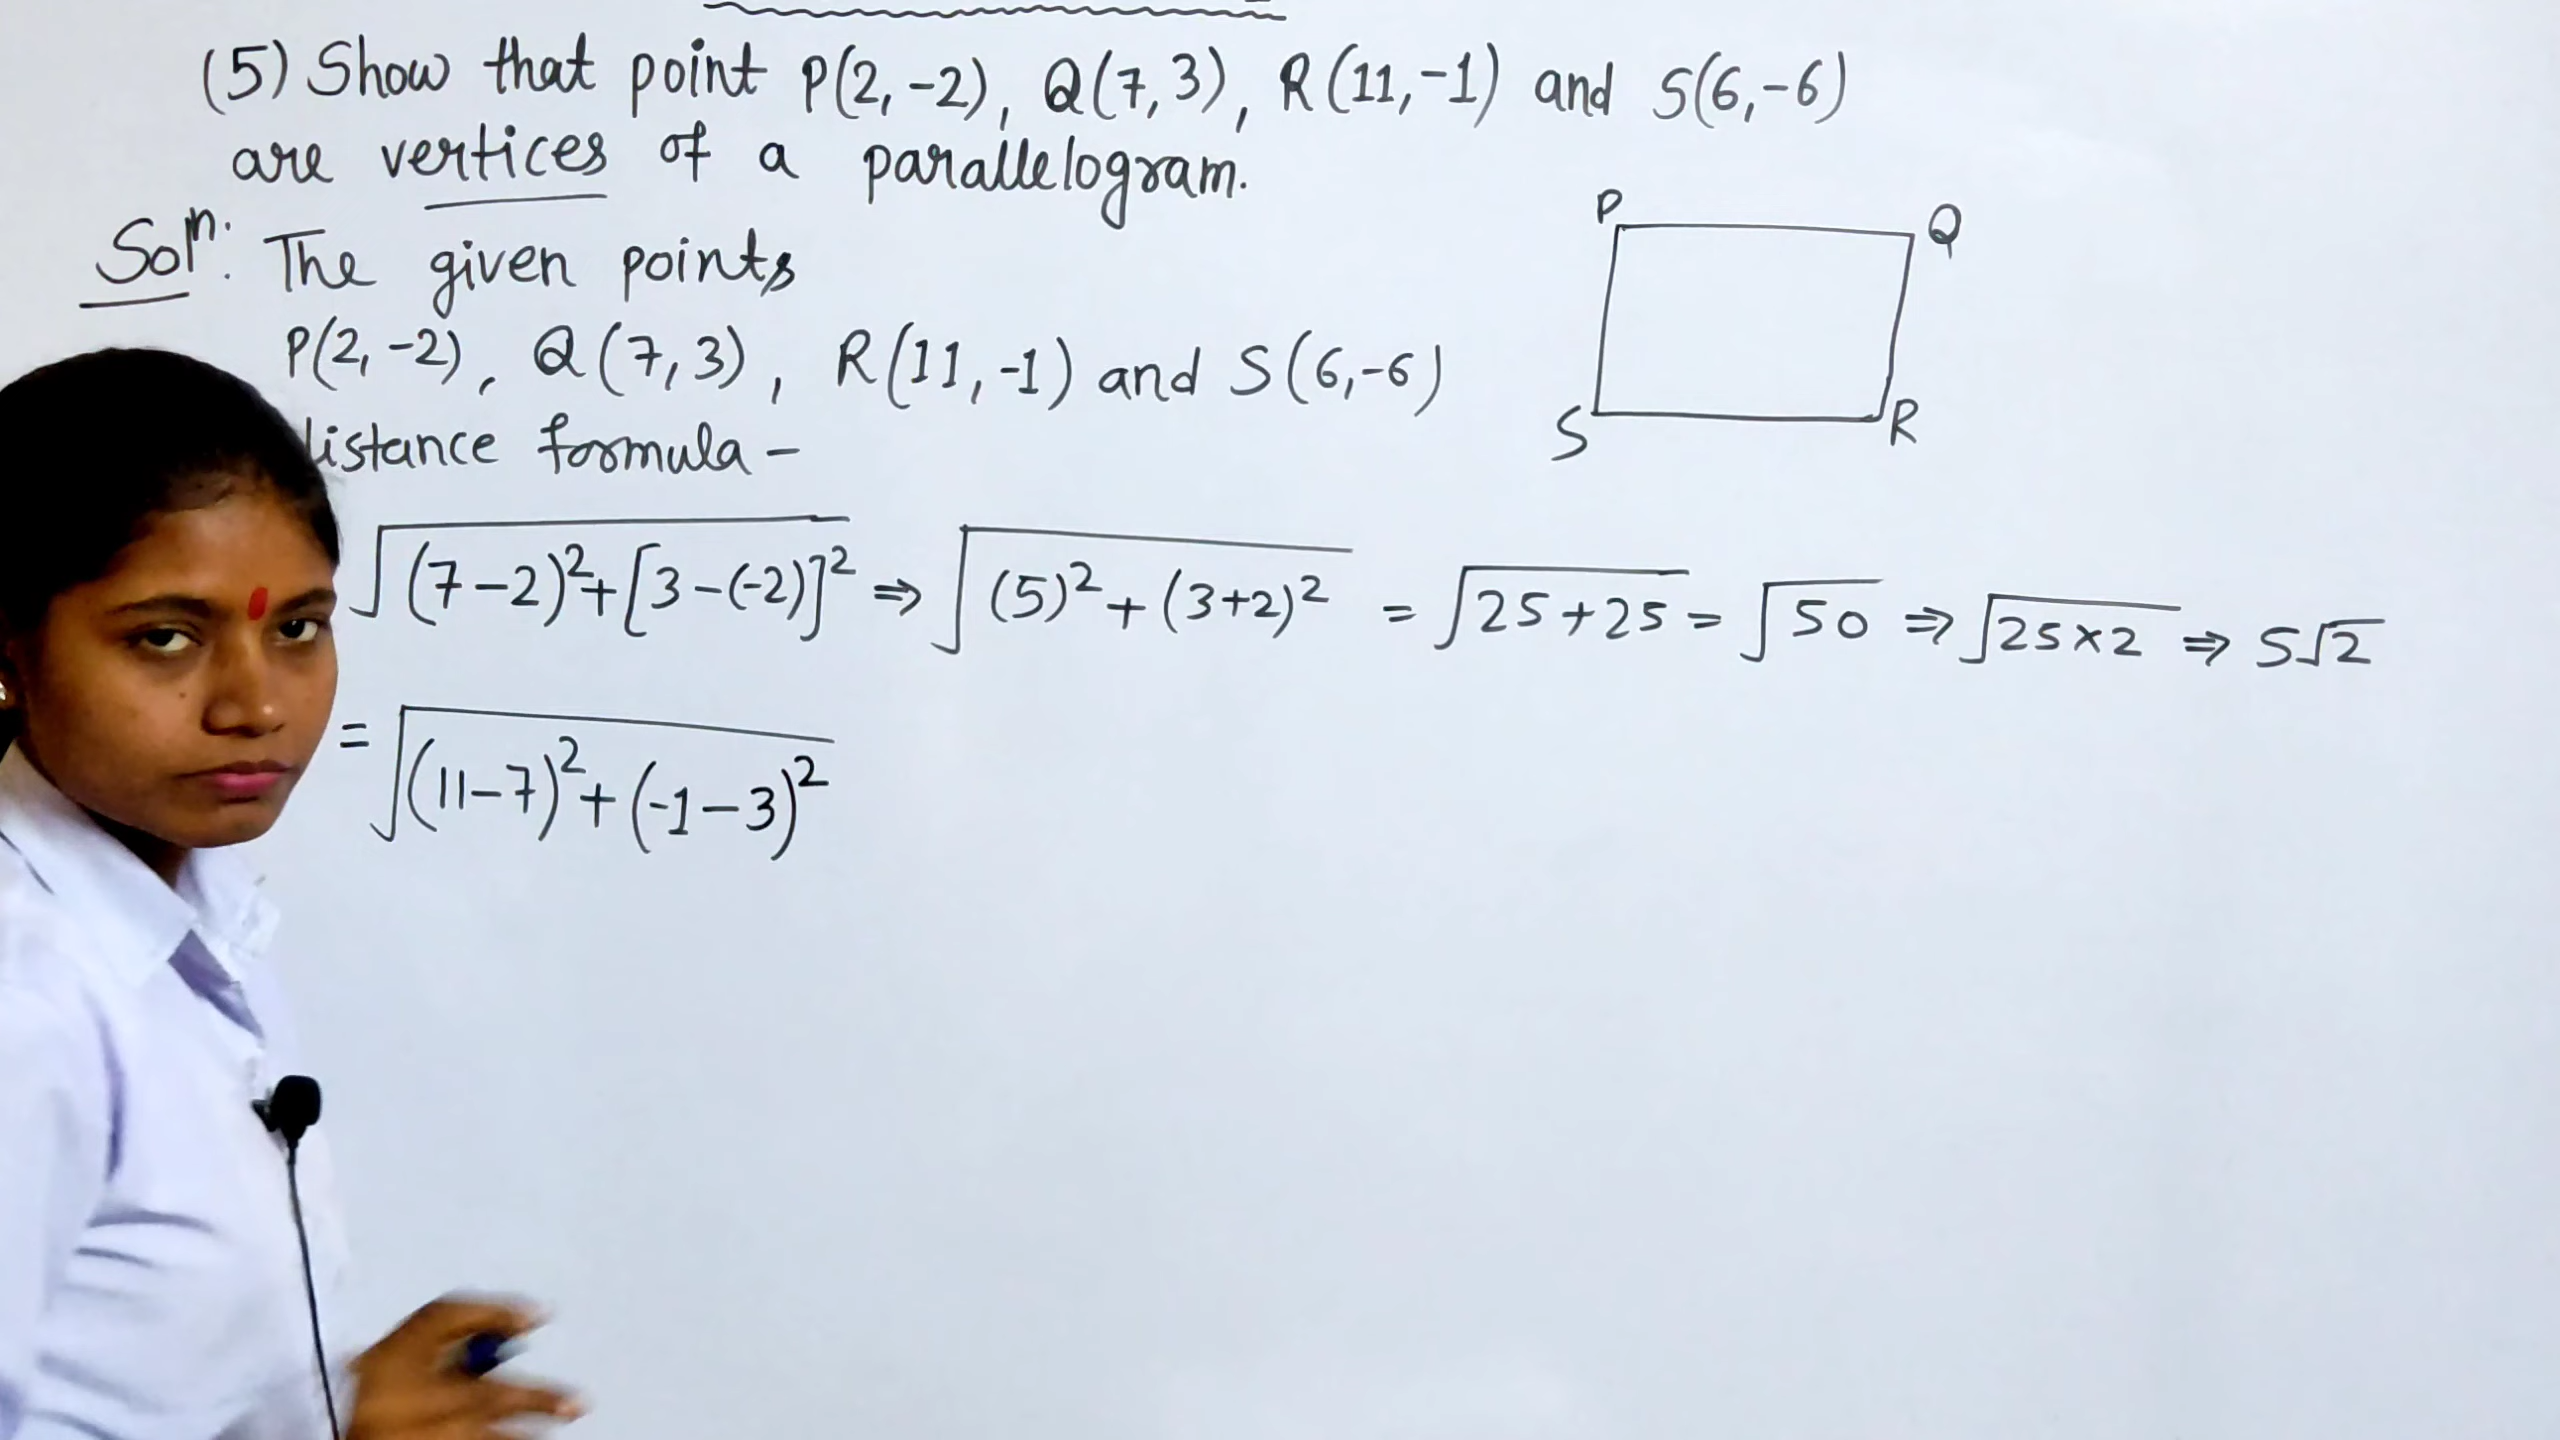 (5) Show that point P(2,-2), Q(7,3), R(11,-1) and S(6,-6)
are vertices of a parallelogram.
Solⁿ: The given points
P(2,-2), Q(7,3), R(11,-1) and S(6,-6)
formula -
√(7-2)²+[3-(-2)]² ⇒ √(5)²+(3+2)² = √25+25 = √50 ⇒ √25×2 ⇒ 5√2
= √(11-7)²+(-1-3)²
P
Q
S
R